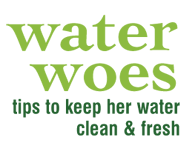 water
woes
tips to keep her water
clean & fresh